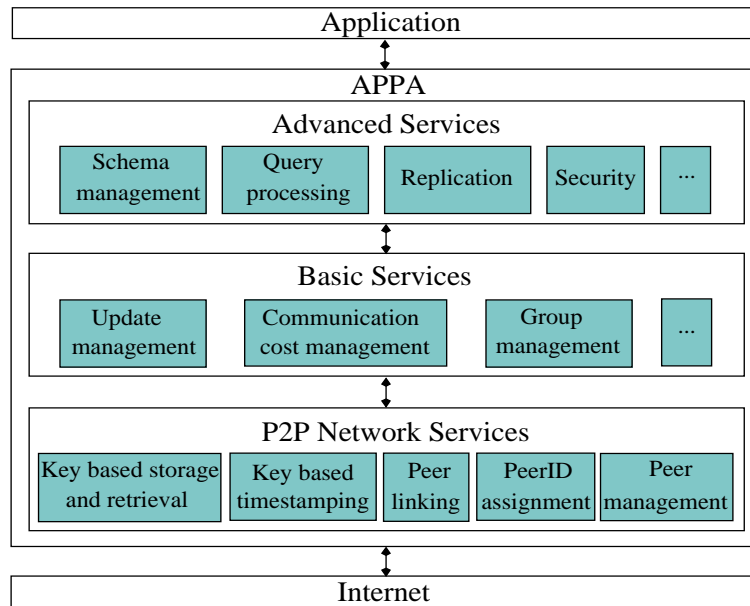 Application
APPA
Advanced Services
Schema
management
Query
processing
Replication
Security
...
Basic Services
Update
management
Communication
cost management
Group
management
...
P2P Network Services
Key based storage
and retrieval
Key based
timestamping
Peer
linking
PeerID
assignment
Peer
management
Internet